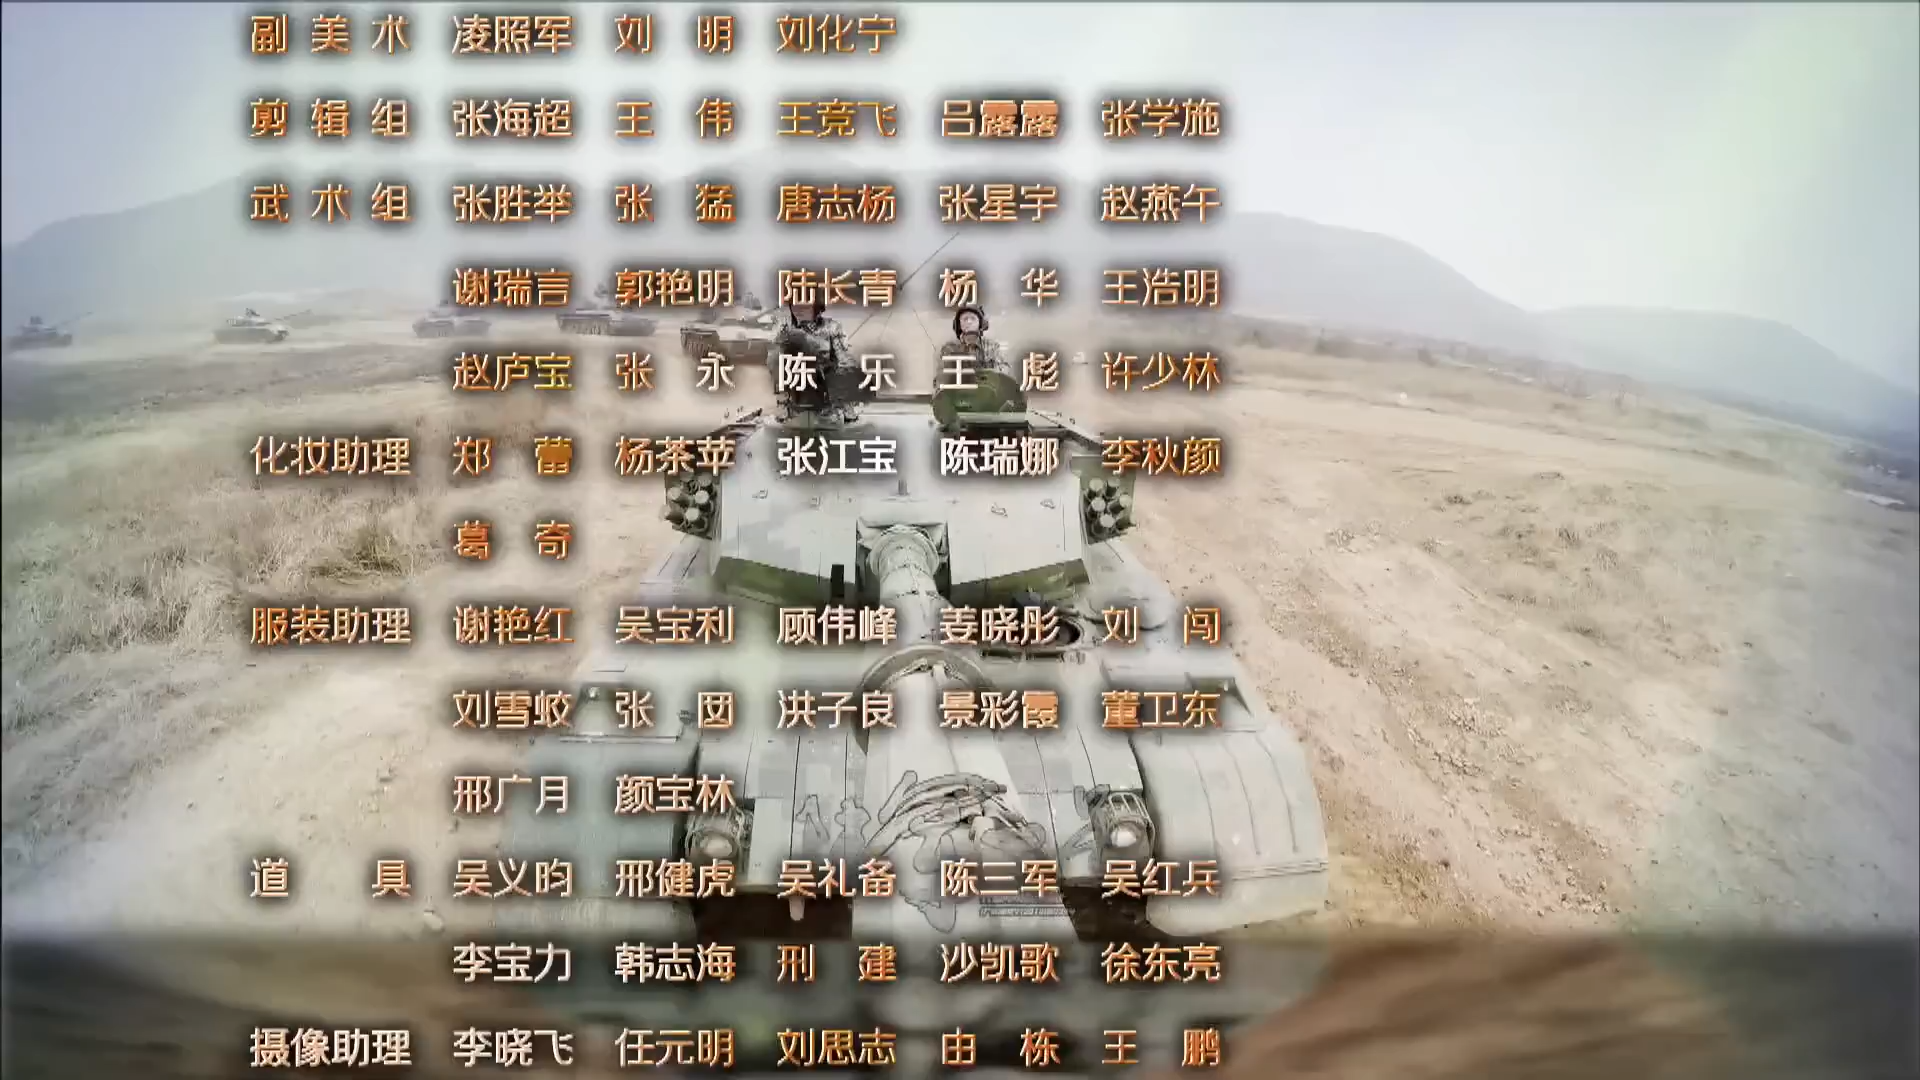 副美术 凌照军 刘明 刘化宁
剪辑组 张海超 王伟 王竞飞 吕露露 张学施
武术组 张胜举 张猛 唐志杨 张星宇 赵燕午
谢瑞言 郭艳明 陆长青 杨华 王浩明
赵庐宝 张永 陈乐 王彪 许少林
化妆助理 郑蕾 杨茶苹 张江宝 陈瑞娜 李秋颜
葛奇
服装助理 谢艳红 吴宝利 顾伟峰 姜晓彤 刘闯
刘雪蛟 张囡 洪子良 景彩霞 董卫东
邢广月 颜宝林
道具 吴义昀 邢健虎 吴礼备 陈三军 吴红兵
李宝力 韩志海 刑建 沙凯歌 徐东亮
摄像助理 李晓飞 任元明 刘思志 由栋 王鹏